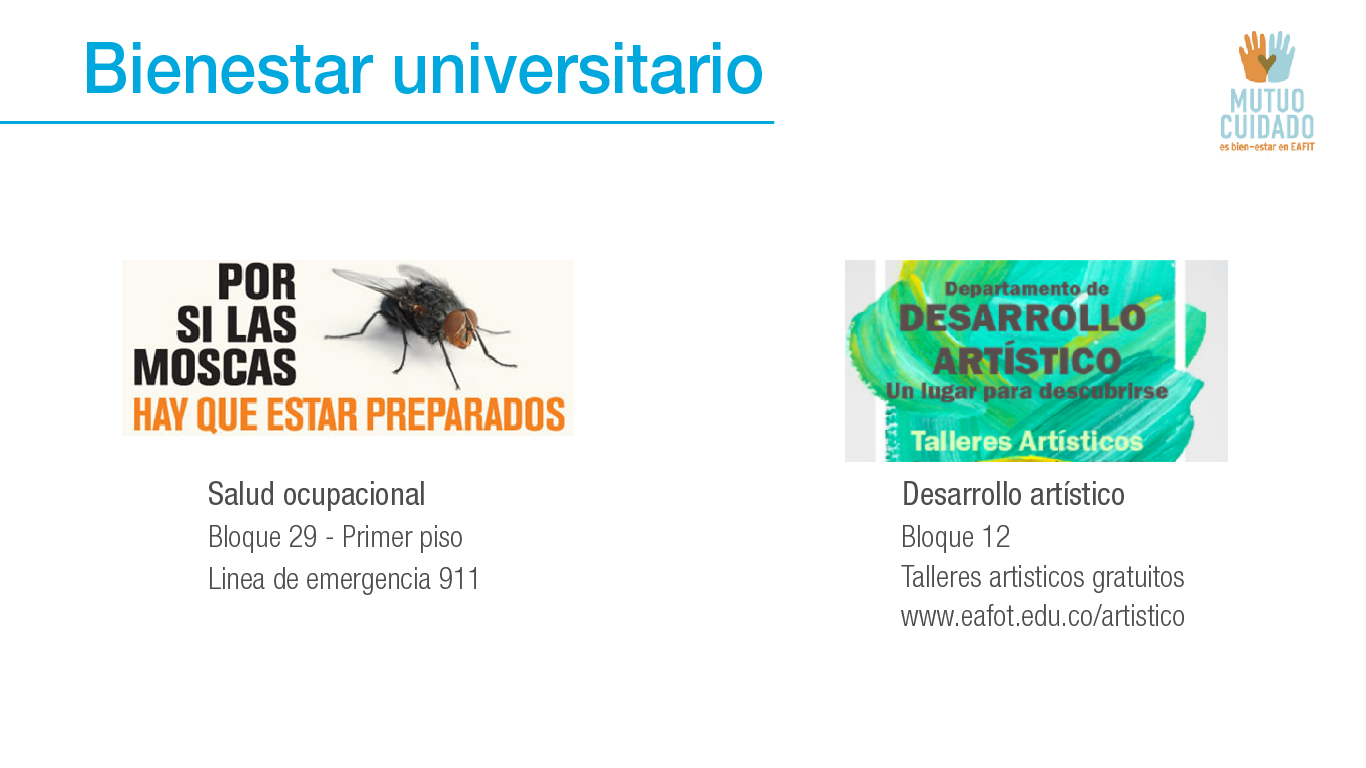 Bienestar universitario
MUTUO
CUIDADO
es bien-estar en EAFIT
POR
SI LAS
MOSCAS
HAY QUE ESTAR PREPARADOS
Salud ocupacional
Bloque 29 - Primer piso
Linea de emergencia 911
Departamento de
DESARROLLO
ARTÍSTICO
Un lugar para descubrirse
Talleres Artísticos
Desarrollo artístico
Bloque 12
Talleres artisticos gratuitos
www.eafot.edu.co/artistico